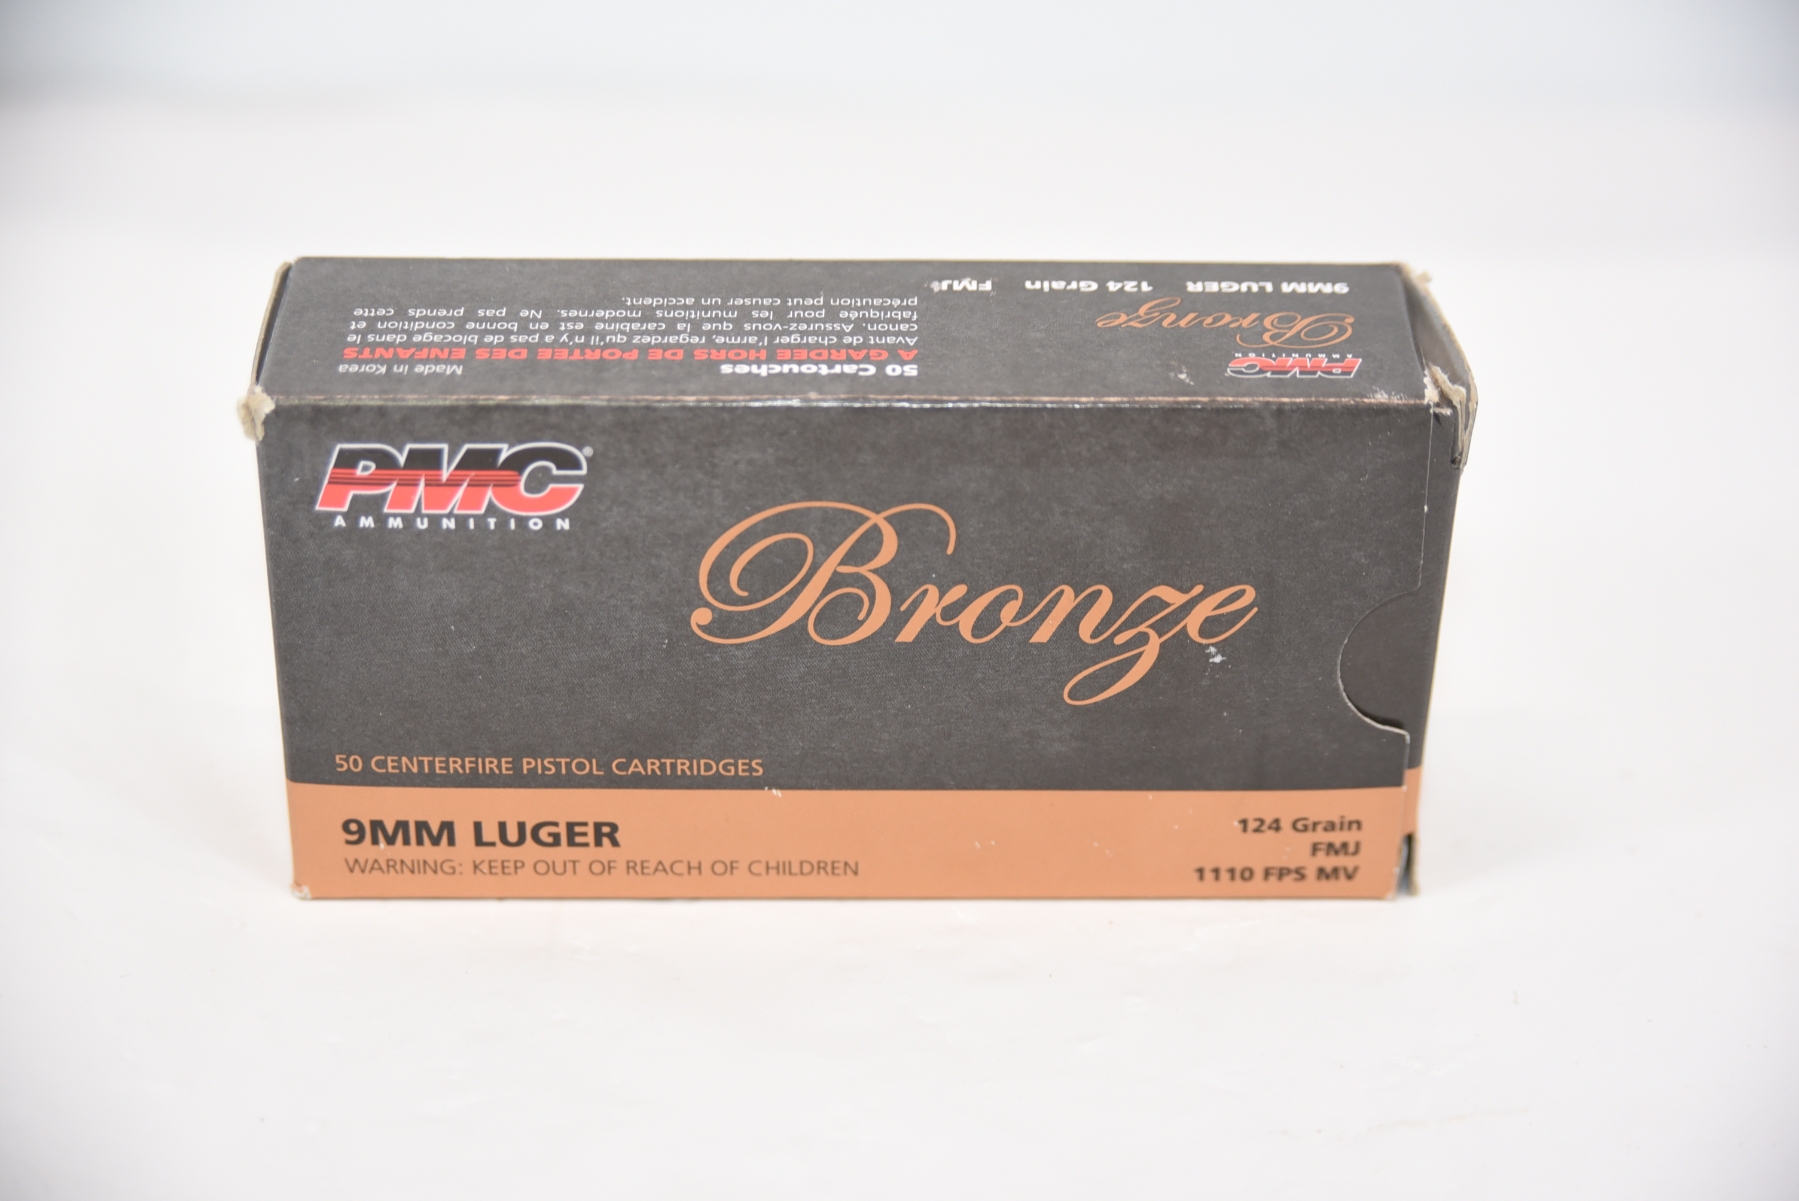 PMC®
AMMUNITION
Bronze
50 CENTERFIRE PISTOL CARTRIDGES
9MM LUGER
WARNING: KEEP OUT OF REACH OF CHILDREN
124 Grain
FMJ
1110 FPS MV
PMC
AMMUNITION
Bronze
9MM LUGER 124 Grain FMJ
50 Cartouches Made in Korea
A GARDEE HORS DE PORTEE DES ENFANTS
Avant de charger l'arme, regardez qu'il n'y a pas de blocage dans le
canon. Assurez-vous que la carabine est en bonne condition et
fabriquée pour les munitions modernes. Ne pas prends cette
précaution peut causer un accident.